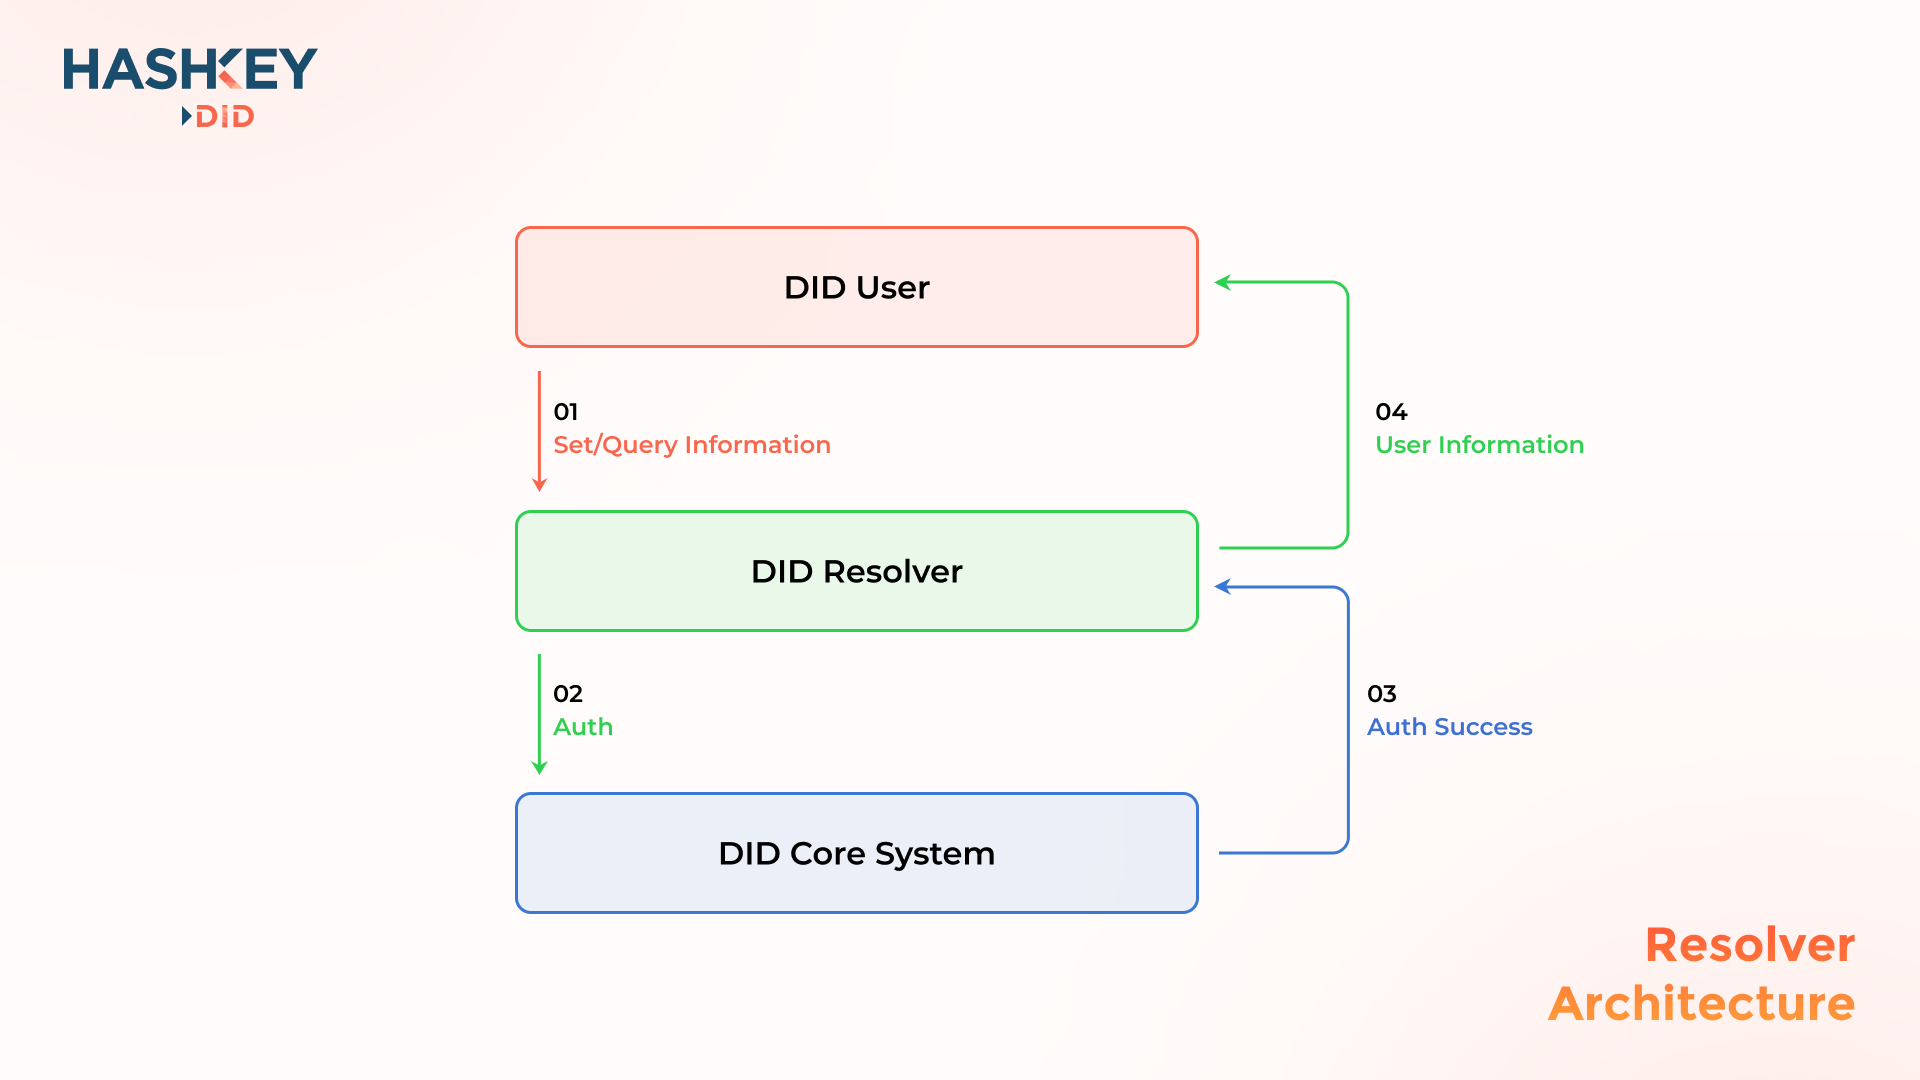 HASHKEY
DID
DID User
01
Set/Query Information
04
User Information
DID Resolver
02
Auth
03
Auth Success
DID Core System
Resolver
Architecture